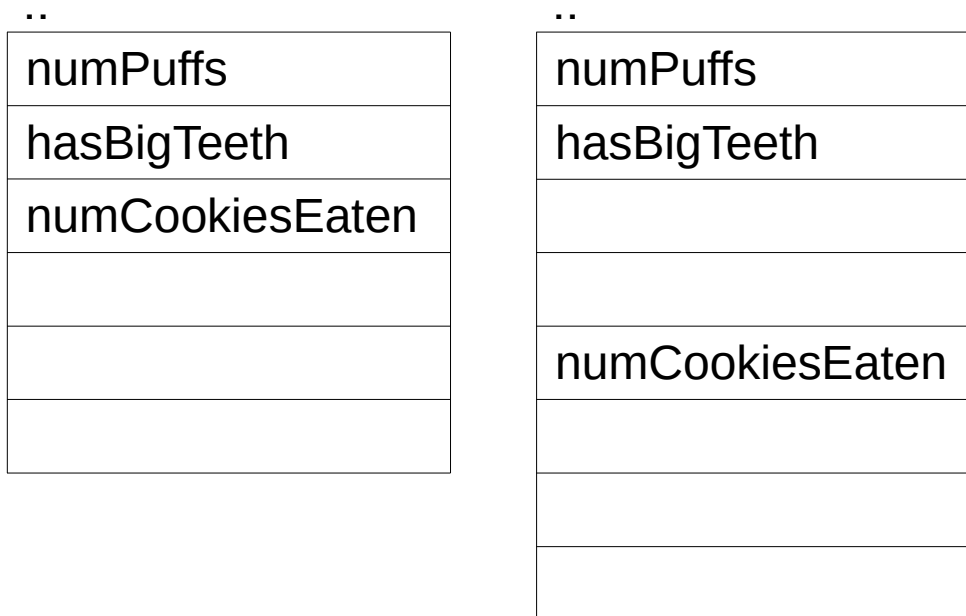 ..
..
numPuffs
hasBigTeeth
numCookiesEaten
numPuffs
hasBigTeeth
numCookiesEaten